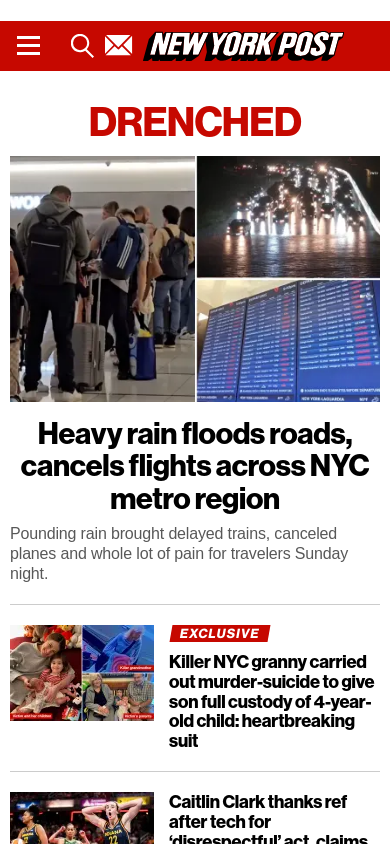 NEW YORK POST
DRENCHED
Heavy rain floods roads,
cancels flights across NYC
metro region
Pounding rain brought delayed trains, canceled
planes and whole lot of pain for travelers Sunday
night.
EXCLUSIVE
Killer NYC granny carried
out murder-suicide to give
son full custody of 4-year-
old child: heartbreaking
suit
Caitlin Clark thanks ref
after tech for
‘disrespectful’ act, claims